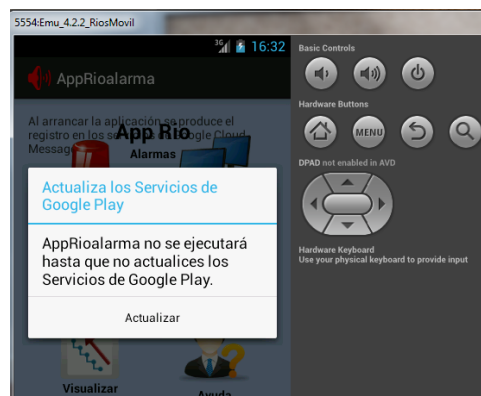 5554:Emu_4.2.2_RiosMovil
3G 16:32
AppRioalarma
Al arrancar la aplicación se produce el
registro en los se Google Cloud
Messag
App Rio
Alarmas
Actualiza los Servicios de
Google Play
AppRioalarma no se ejecutará
hasta que no actualices los
Servicios de Google Play.
Actualizar
Visualizar
Ayuda
Basic Controls
Hardware Buttons
MENU
DPAD not enabled in AVD
Hardware Keyboard
Use your physical keyboard to provide input